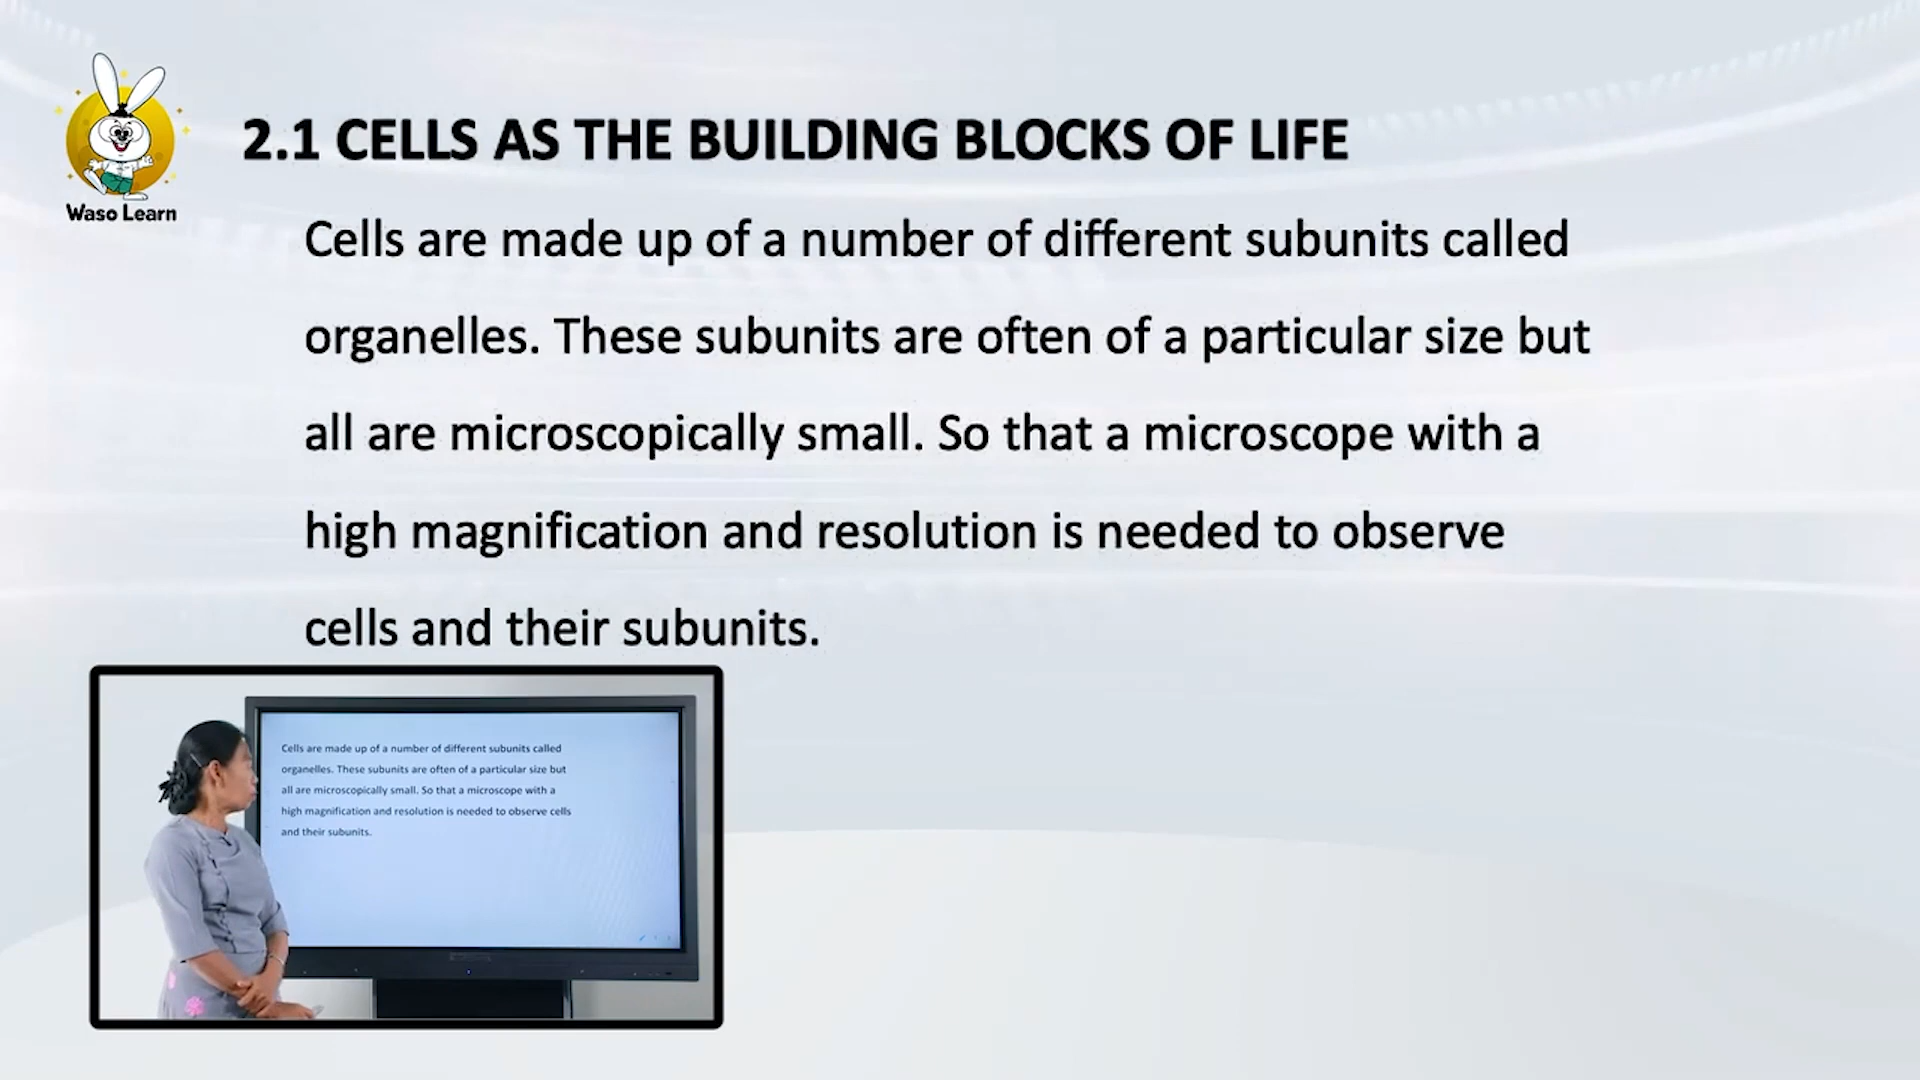 Waso Learn
2.1 CELLS AS THE BUILDING BLOCKS OF LIFE
Cells are made up of a number of different subunits called
organelles. These subunits are often of a particular size but
all are microscopically small. So that a microscope with a
high magnification and resolution is needed to observe
cells and their subunits.
Cells are made up of a number of different subunits called
organelles. These subunits are often of a particular size but
all are microscopically small. So that a microscope with a
high magnification and resolution is needed to observe cells
and their subunits.